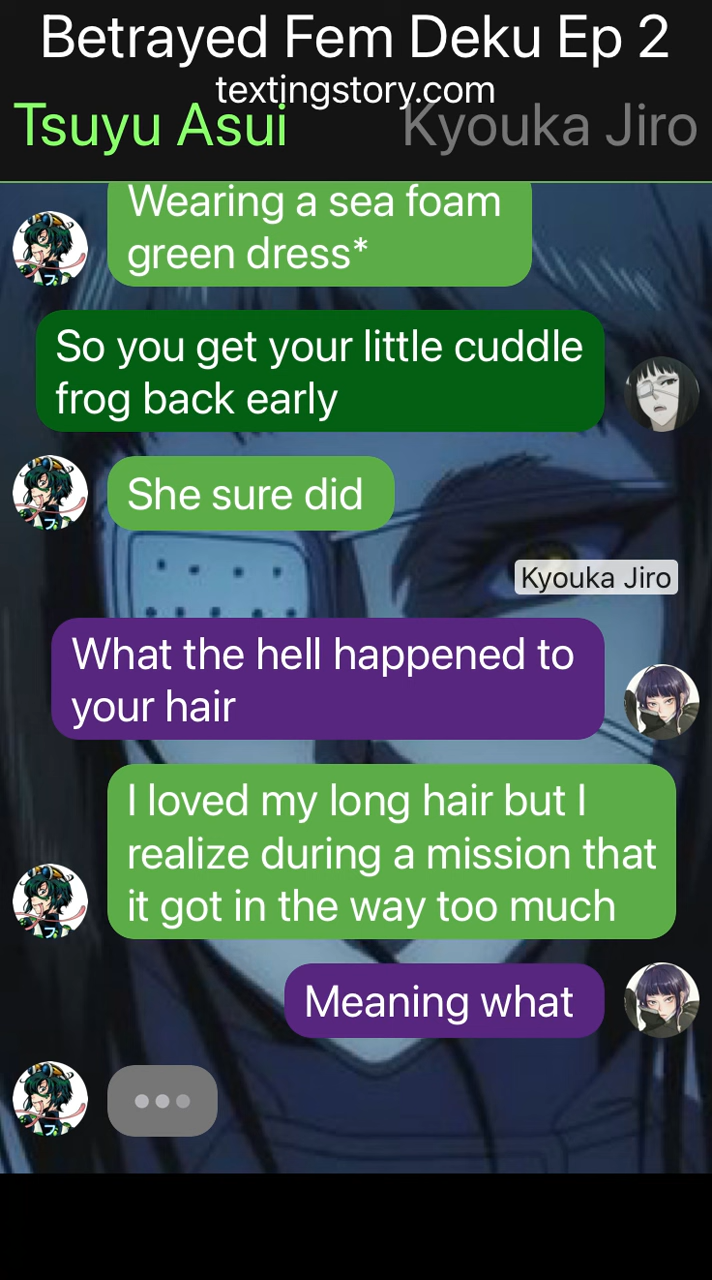 Betrayed Fem Deku Ep 2
textingstory.com
Tsuyu Asui
Kyouka Jiro
Wearing a sea foam
green dress*
So you get your little cuddle
frog back early
She sure did
Kyouka Jiro
What the hell happened to
your hair
I loved my long hair but I
realize during a mission that
it got in the way too much
Meaning what